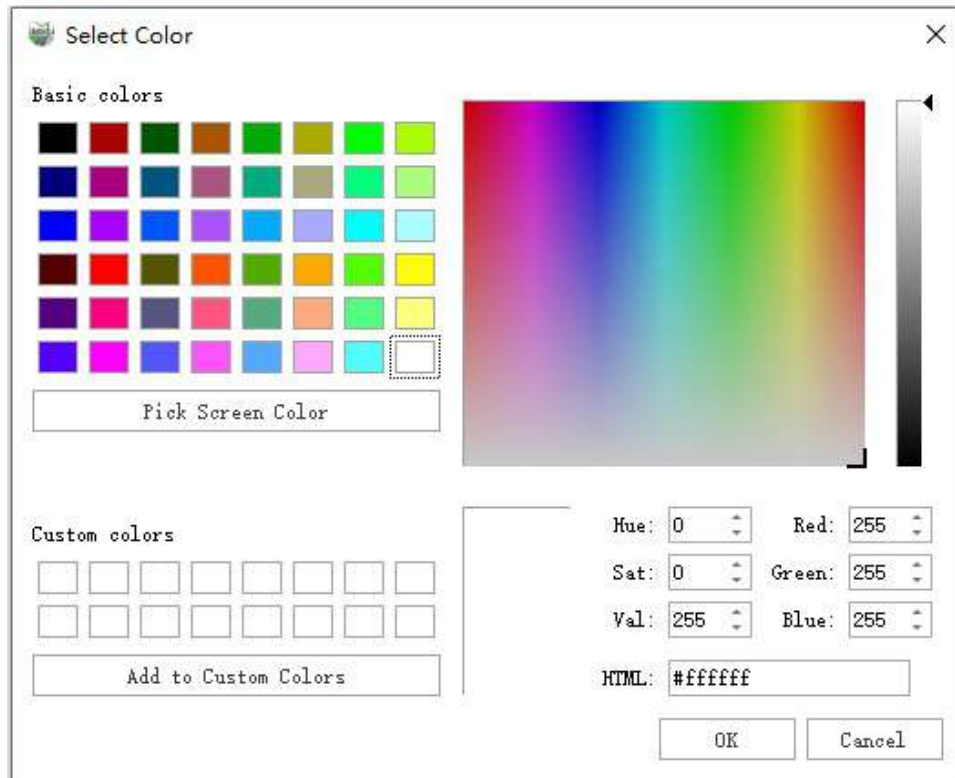 Select Color
Basic colors
Pick Screen Color
Custom colors
Add to Custom Colors
Hue: 0 Red: 255
Sat: 0 Green: 255
Val: 255 Blue: 255
HTML: #ffffff
OK Cancel